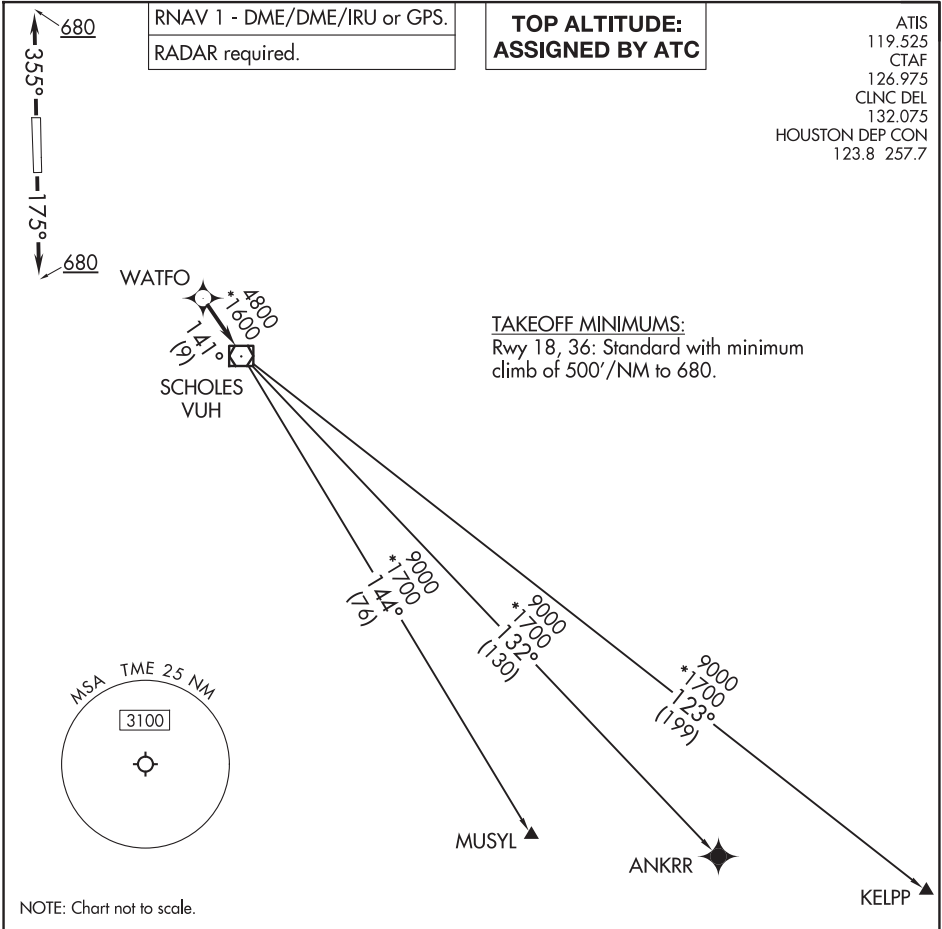 RNAV 1 - DME/DME/IRU or GPS.
RADAR required.
TOP ALTITUDE:
ASSIGNED BY ATC
ATIS
119.525
CTAF
126.975
CLNC DEL
132.075
HOUSTON DEP CON
123.8 257.7
680
355°
175°
680
WATFO
4800
*1600
141°
(9)
SCHOLES
VUH
TAKEOFF MINIMUMS:
Rwy 18, 36: Standard with minimum
climb of 500'/NM to 680.
9000
*1700
144°
(76)
9000
*1700
132°
(130)
9000
*1700
123°
(199)
MSA TME 25 NM
3100
MUSYL
ANKRR
KELPP
NOTE: Chart not to scale.